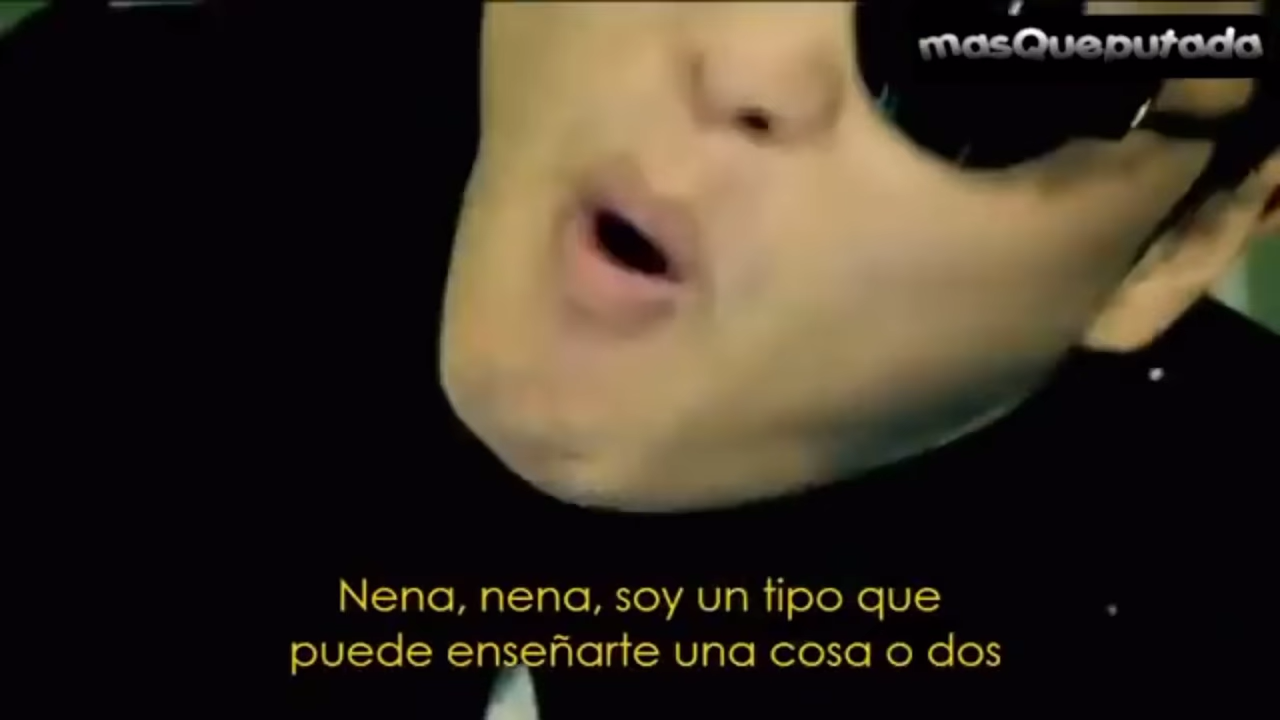 masQueputada
Nena, nena, soy un tipo que
puede enseñarte una cosa o dos